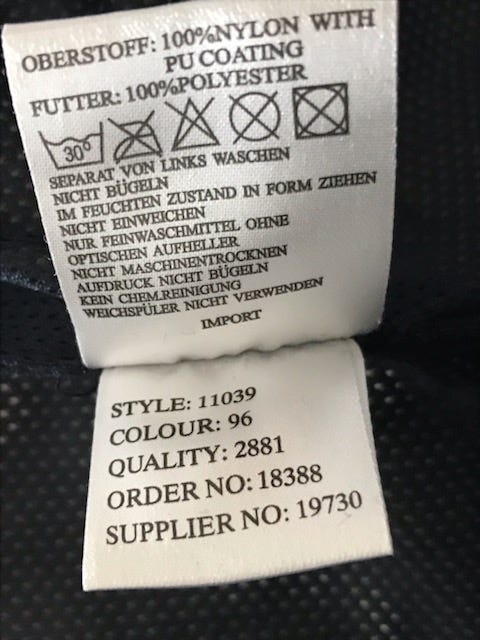 OBERSTOFF: 100%NYLON WITH
PU COATING
FUTTER: 100%POLYESTER
30°
SEPARAT VON LINKS WASCHEN
NICHT BÜGELN
IM FEUCHTEN ZUSTAND IN FORM ZIEHEN
NICHT EINWEICHEN
NUR FEINWASCHMITTEL OHNE
OPTISCHEN AUFHELLER
NICHT MASCHINENTROCKNEN
AUFDRUCK NICHT BÜGELN
KEIN CHEM.REINIGUNG
WEICHSPÜLER NICHT VERWENDEN
IMPORT
STYLE: 11039
COLOUR: 96
QUALITY: 2881
ORDER NO: 18388
SUPPLIER NO: 19730